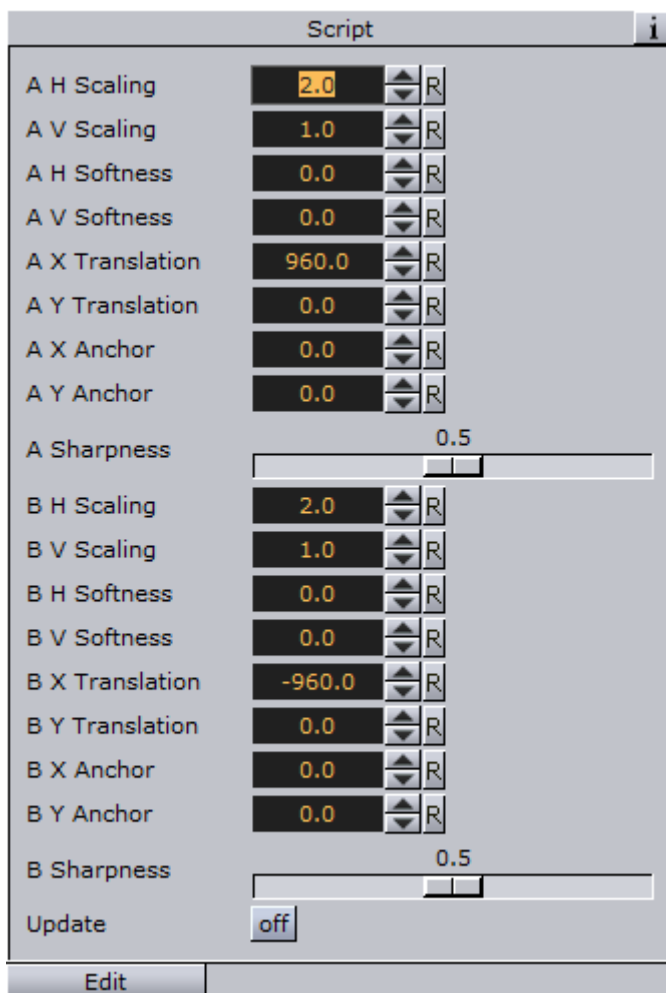 Script i
A H Scaling 2.0 R
A V Scaling 1.0 R
A H Softness 0.0 R
A V Softness 0.0 R
A X Translation 960.0 R
A Y Translation 0.0 R
A X Anchor 0.0 R
A Y Anchor 0.0 R
A Sharpness 0.5
B H Scaling 2.0 R
B V Scaling 1.0 R
B H Softness 0.0 R
B V Softness 0.0 R
B X Translation -960.0 R
B Y Translation 0.0 R
B X Anchor 0.0 R
B Y Anchor 0.0 R
B Sharpness 0.5
Update off
Edit